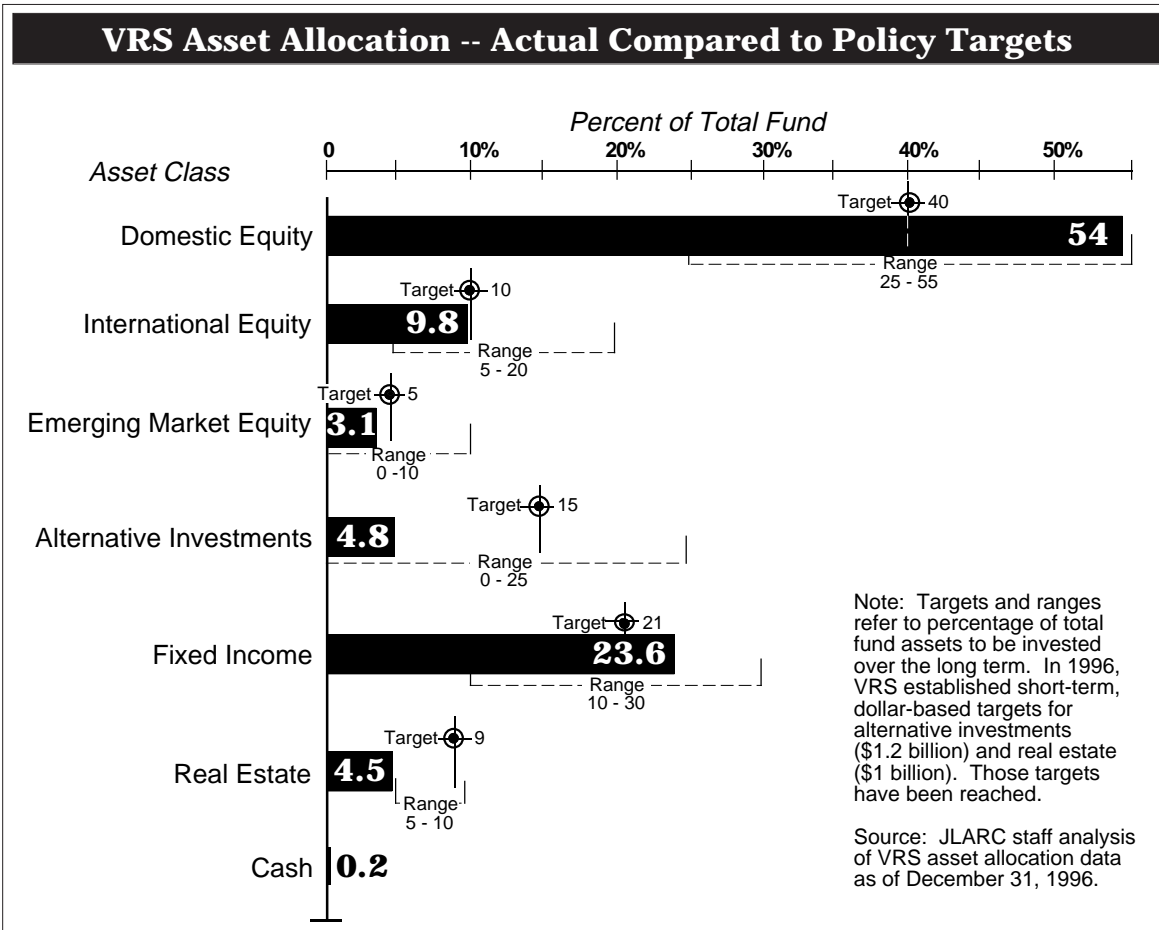 VRS Asset Allocation -- Actual Compared to Policy Targets
Percent of Total Fund
Asset Class
0 10% 20% 30% 40% 50%
Target 40
Domestic Equity 54
Range
25 - 55
Target 10
International Equity 9.8
Range
5 - 20
Target 5
Emerging Market Equity 3.1
Range
0 -10
Target 15
Alternative Investments 4.8
Range
0 - 25
Target 21
Fixed Income 23.6
Range
10 - 30
Target 9
Real Estate 4.5
Range
5 - 10
Cash 0.2
Note: Targets and ranges
refer to percentage of total
fund assets to be invested
over the long term. In 1996,
VRS established short-term,
dollar-based targets for
alternative investments
($1.2 billion) and real estate
($1 billion). Those targets
have been reached.
Source: JLARC staff analysis
of VRS asset allocation data
as of December 31, 1996.